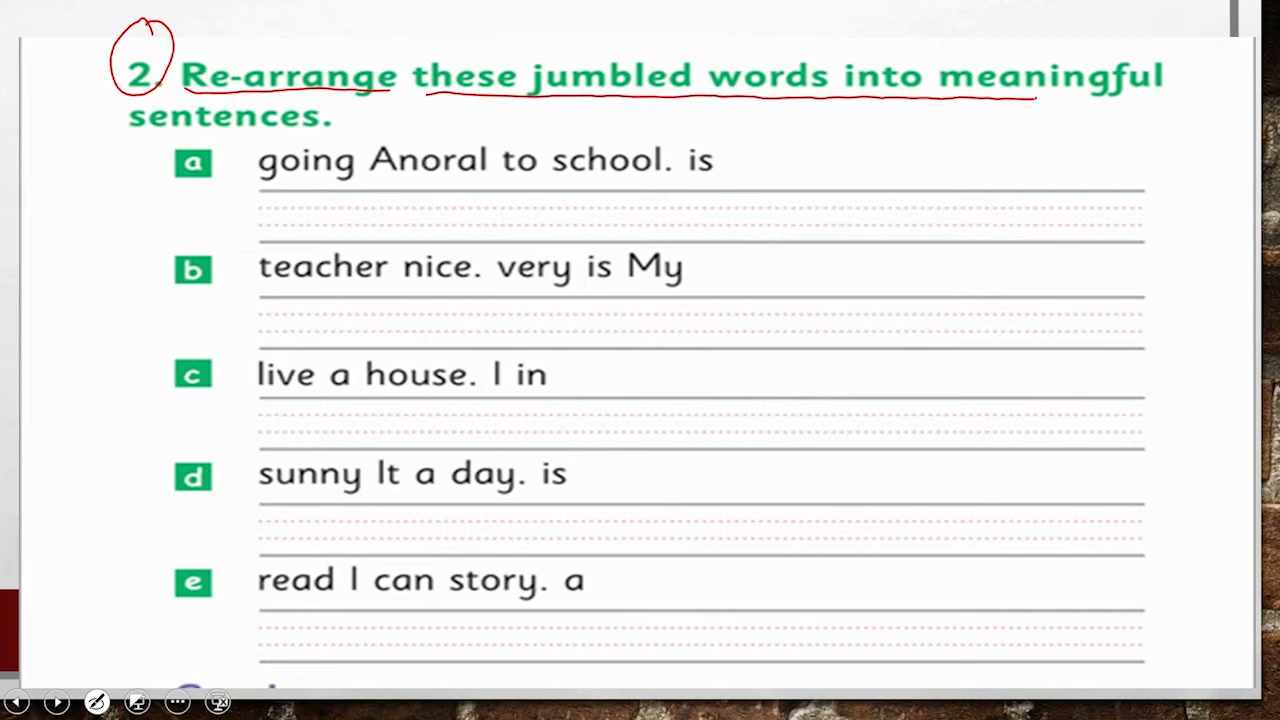 2. Re-arrange these jumbled words into meaningful
sentences.
a going Anoral to school. is
b teacher nice. very is My
c live a house. I in
d sunny It a day. is
e read I can story. a